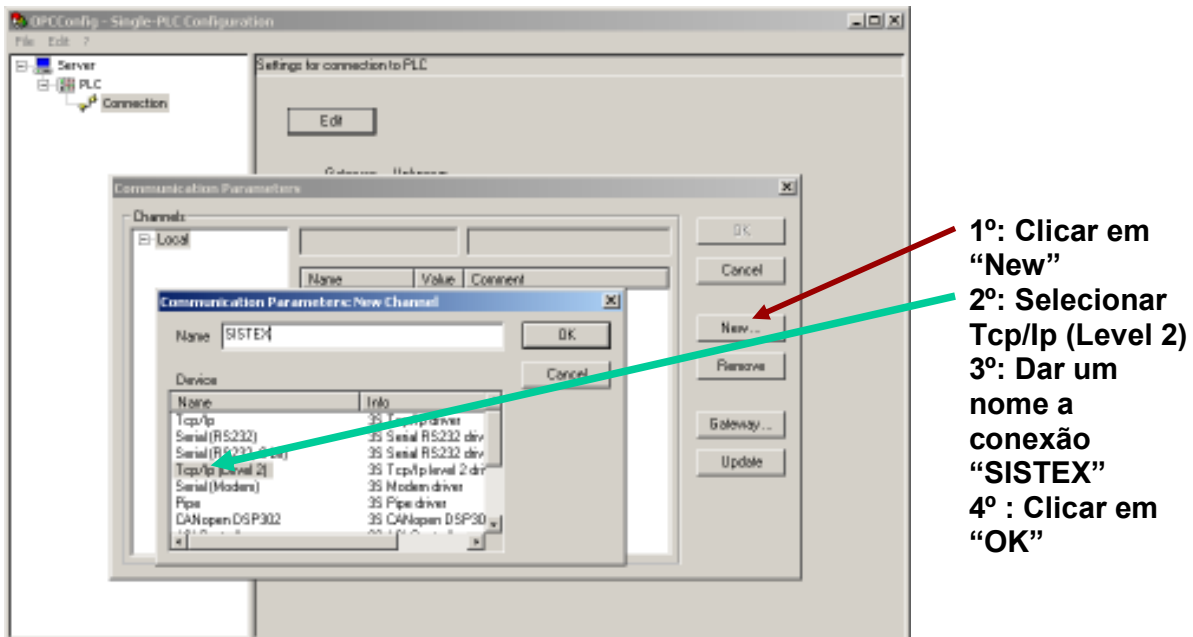 OPCConfig - Single-PLC Configuration
File Edit ?
Server
PLC
Connection
Settings for connection to PLC
Edit
Communication Parameters
Channels
Local
Name Value Comment
OK
Cancel
New...
Remove
Gateway...
Update
Communication Parameters: New Channel
Name SISTEX
OK
Cancel
Device
Name Info
Tcp/Ip 3S Tcp/Ip driver
Serial (RS232) 3S Serial RS232 driv
Serial (RS232 3S Serial RS232 driv
Tcp/Ip (Level 2) 3S Tcp/Ip level 2 dri
Serial (Modem) 3S Modem driver
Pipe 3S Pipe driver
CANopen DSP302 3S CANopen DSP30
1º: Clicar em
“New”
2º: Selecionar
Tcp/Ip (Level 2)
3º: Dar um
nome a
conexão
“SISTEX”
4º : Clicar em
“OK”